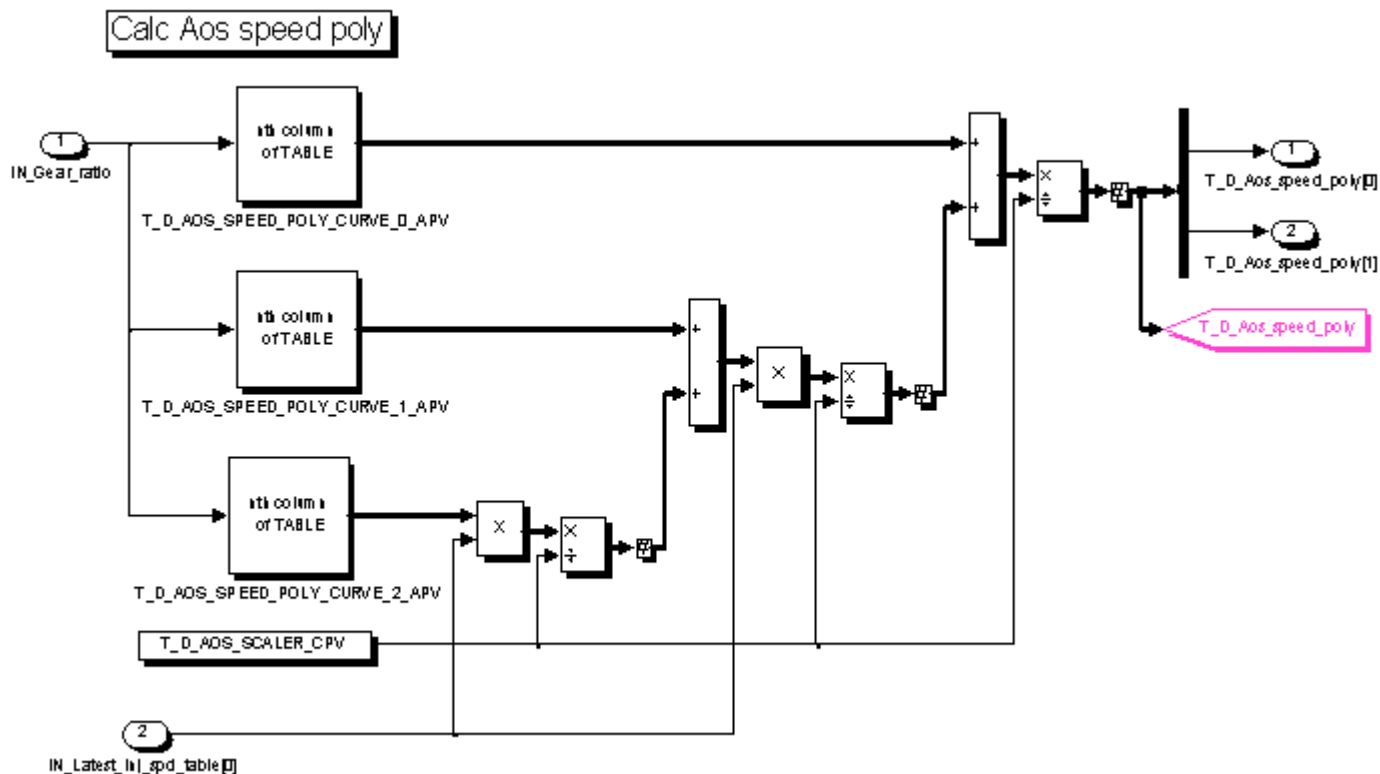 Calc Aos speed poly
1
IN_Gear_ratio
nth column
of TABLE
T_D_AOS_SPEED_POLY_CURVE_0_APV
+
+
×
÷
1
T_D_Aos_speed_poly[0]
2
T_D_Aos_speed_poly[1]
T_D_Aos_speed_poly
nth column
of TABLE
T_D_AOS_SPEED_POLY_CURVE_1_APV
+
+
×
×
÷
nth column
of TABLE
T_D_AOS_SPEED_POLY_CURVE_2_APV
×
×
÷
T_D_AOS_SCALER_CPV
2
IN_Latest_Inj_spd_table[0]